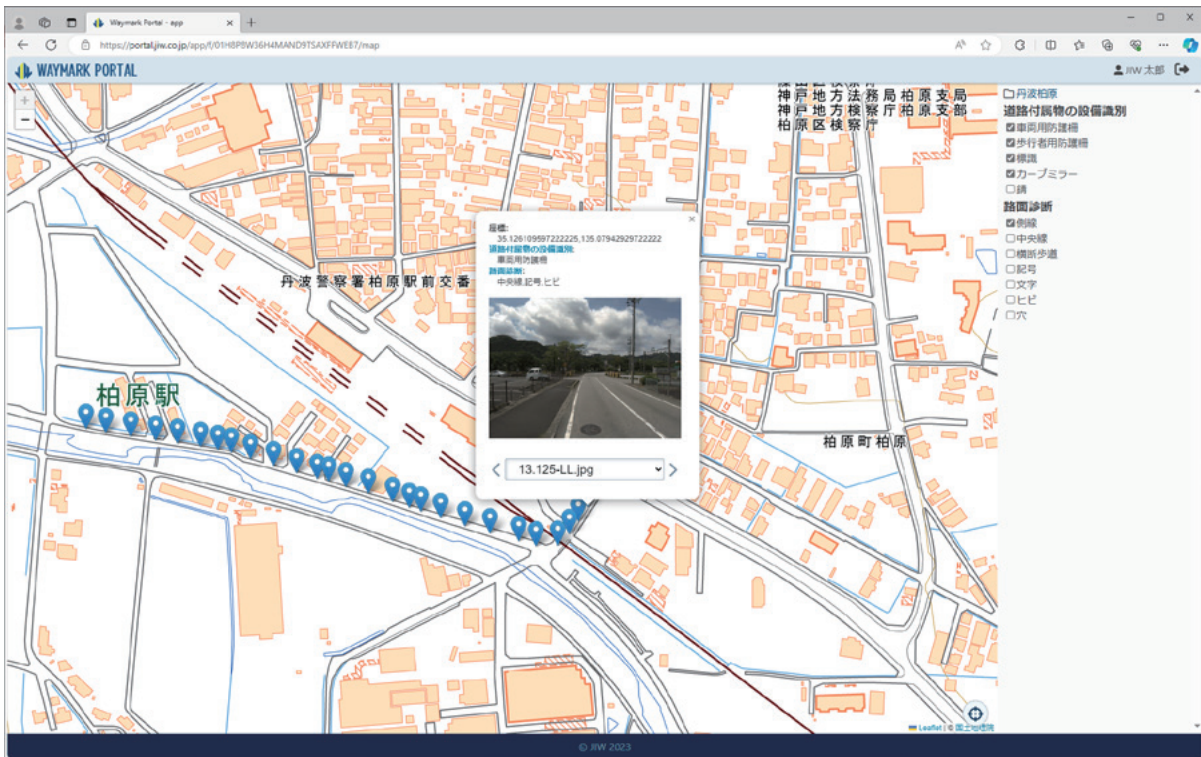 Waymark Portal - app
https://portal.jiw.co.jp/app/f/01H8P8W36H4MAND9TSAXFFWE87/map
WAYMARK PORTAL
JIW 太郎
神戸地方法務局柏原支局
神戸地方検察庁柏原支部
柏原区検察庁
丹波警察署柏原駅前交番
柏原駅
柏原町柏原
座標:
35.126109597222225,135.07942929722222
道路付属物の設備識別:
車両用防護柵
路面診断:
中央線,記号,ヒビ
13.125-LL.jpg
丹波柏原
道路付属物の設備識別
車両用防護柵
歩行者用防護柵
標識
カーブミラー
錆
路面診断
側線
中央線
横断歩道
記号
文字
ヒビ
穴
Leaflet | © 国土地理院
© JIW 2023